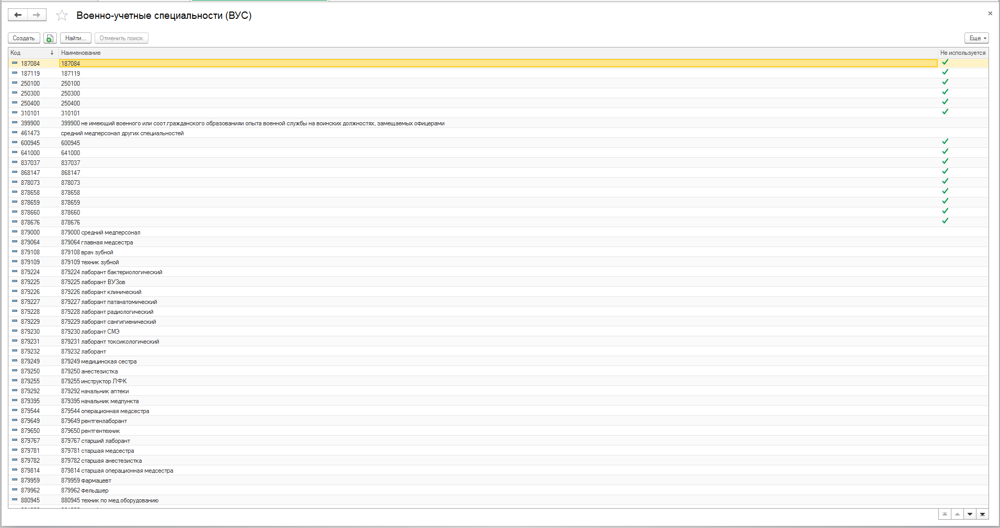 Военно-учетные специальности (ВУС)
Создать Найти... Отменить поиск Еще
Код Наименование Не используется
187084 187084
187119 187119
250100 250100
250300 250300
250400 250400
310101 310101
399900 399900 не имеющий военного или соот.гражданского образованияи опыта военной службы на воинских должностях, замещаемых офицерами
461473 средний медперсонал других специальностей
600945 600945
641000 641000
837037 837037
868147 868147
878073 878073
878658 878658
878659 878659
878660 878660
878676 878676
879000 879000 средний медперсонал
879064 879064 главная медсестра
879108 879108 врач зубной
879109 879109 техник зубной
879224 879224 лаборант бактериологический
879225 879225 лаборант ВУЗов
879226 879226 лаборант клинический
879227 879227 лаборант патанатомический
879228 879228 лаборант радиологический
879229 879229 лаборант сангигиенический
879230 879230 лаборант СМЭ
879231 879231 лаборант токсикологический
879232 879232 лаборант
879249 879249 медицинская сестра
879250 879250 анестезистка
879255 879255 инструктор ЛФК
879292 879292 начальник аптеки
879395 879395 начальник медпункта
879544 879544 операционная медсестра
879649 879649 рентгенлаборант
879650 879650 рентгентехник
879767 879767 старший лаборант
879781 879781 старшая медсестра
879782 879782 старшая анестезистка
879814 879814 старшая операционная медсестра
879959 879959 фармацевт
879962 879962 фельдшер
880945 880945 техник по мед.оборудованию